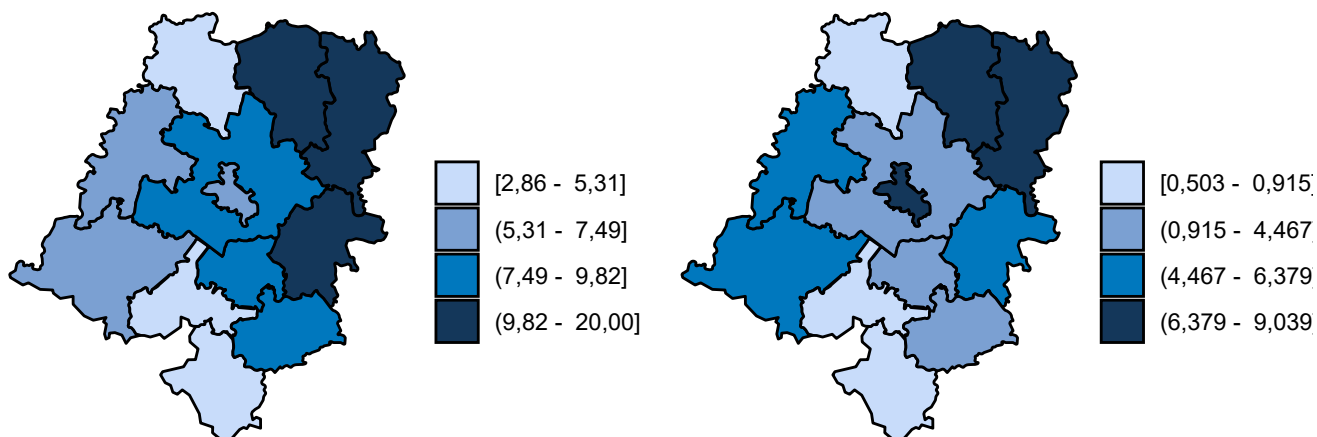 [2,86 - 5,31]
(5,31 - 7,49]
(7,49 - 9,82]
(9,82 - 20,00]
[0,503 - 0,915]
(0,915 - 4,467]
(4,467 - 6,379]
(6,379 - 9,039]